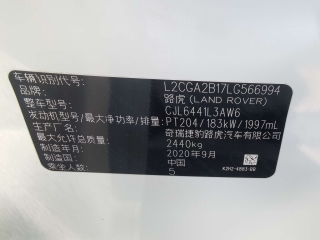 车辆识别代号: L2CGA2B17LG566994
品牌: 路虎(LAND ROVER)
整车型号: CJL6441L3AW6
发动机型号/最大净功率/排量: PT204/183kW/1997mL
生产厂名: 奇瑞捷豹路虎汽车有限公司
最大允许总质量: 2440kg
制造年月: 2020年9月
制造国: 中国
乘坐人数: 5